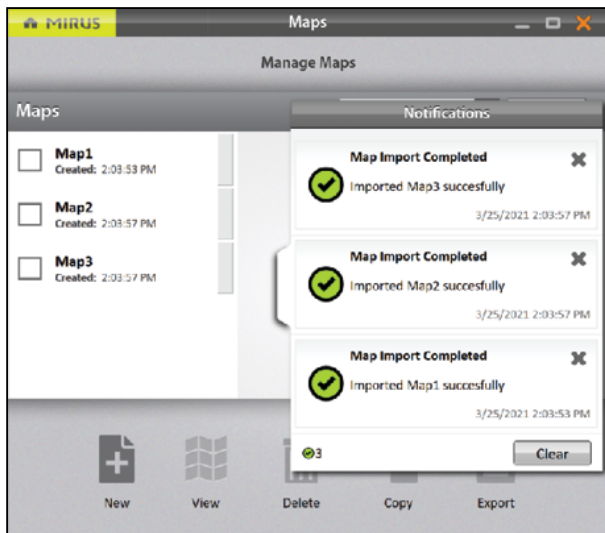 MIRUS
Maps
Manage Maps
Maps
Notifications
Map1
Created: 2:03:53 PM
Map2
Created: 2:03:57 PM
Map3
Created: 2:03:57 PM
Map Import Completed
Imported Map3 succesfully
3/25/2021 2:03:57 PM
Map Import Completed
Imported Map2 succesfully
3/25/2021 2:03:57 PM
Map Import Completed
Imported Map1 succesfully
3/25/2021 2:03:53 PM
3
Clear
New
View
Delete
Copy
Export